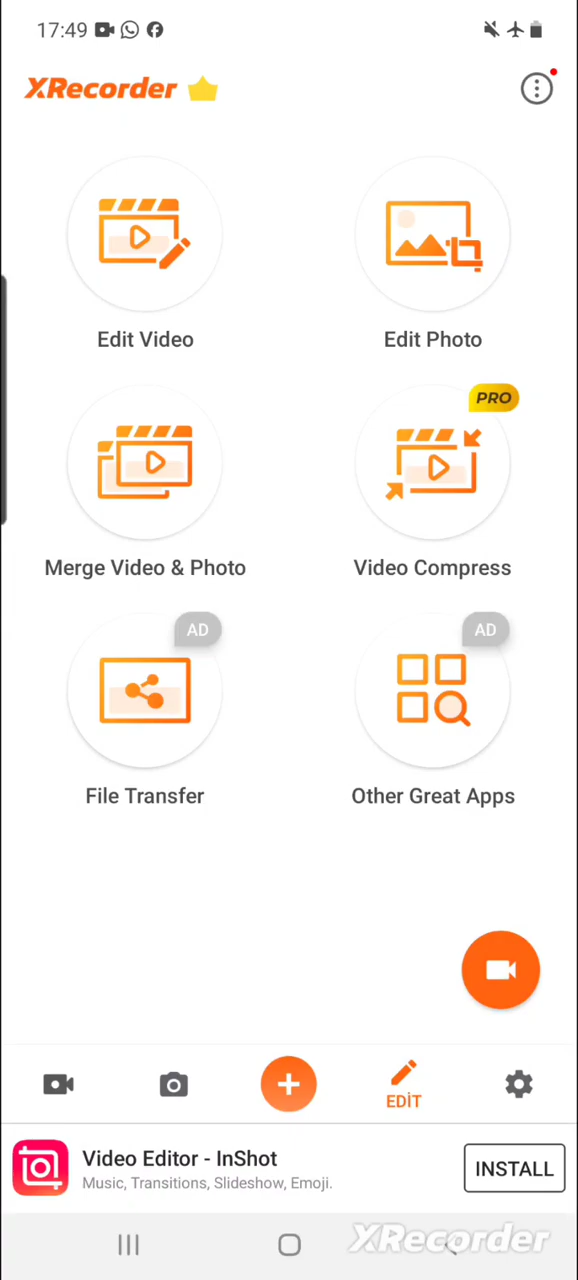 17:49
XRecorder
Edit Video
Edit Photo
PRO
Merge Video & Photo
Video Compress
AD
AD
File Transfer
Other Great Apps
EDİT
Video Editor - InShot
Music, Transitions, Slideshow, Emoji.
INSTALL
XRecorder